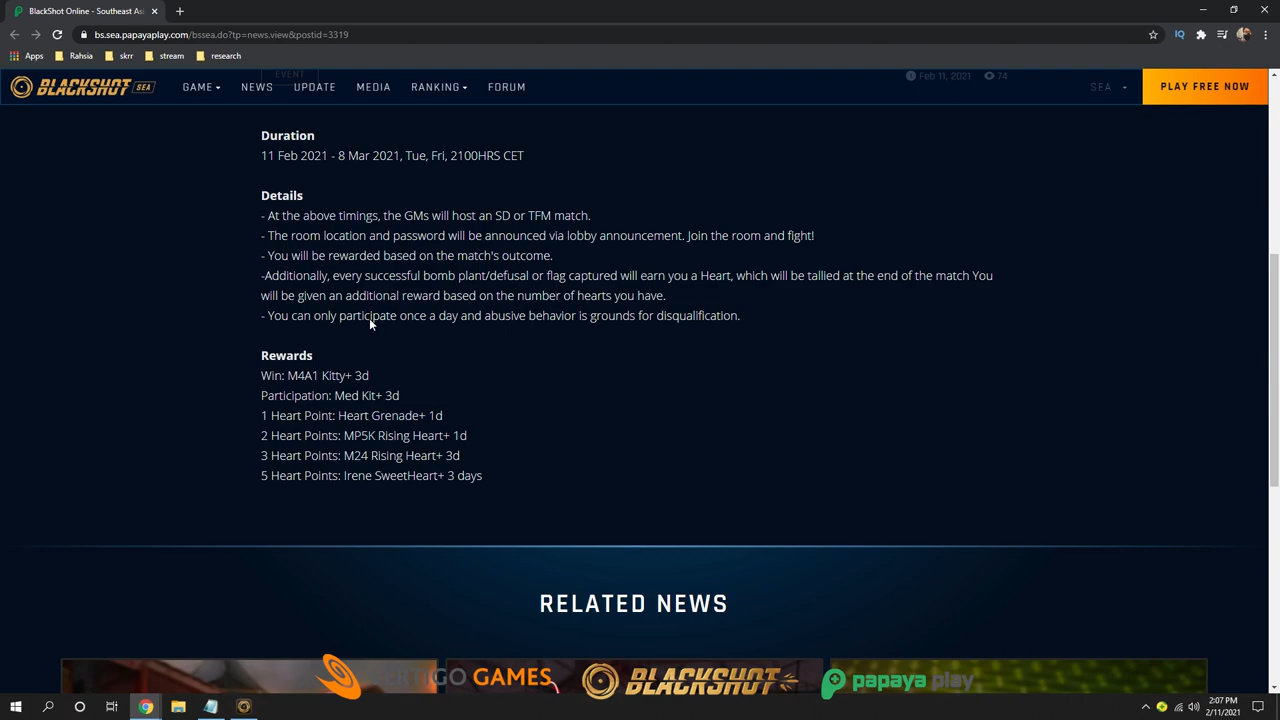 BlackShot Online - Southeast Asi
bs.sea.papayaplay.com/bssea.do?tp=news.view&postid=3319
IQ
Apps Rahsia skrr stream research
EVENT
Feb 11, 2021 74
BLACKSHOT SEA GAME NEWS UPDATE MEDIA RANKING FORUM SEA PLAY FREE NOW
Duration
11 Feb 2021 - 8 Mar 2021, Tue, Fri, 2100HRS CET
Details
- At the above timings, the GMs will host an SD or TFM match.
- The room location and password will be announced via lobby announcement. Join the room and fight!
- You will be rewarded based on the match's outcome.
-Additionally, every successful bomb plant/defusal or flag captured will earn you a Heart, which will be tallied at the end of the match You
will be given an additional reward based on the number of hearts you have.
- You can only participate once a day and abusive behavior is grounds for disqualification.
Rewards
Win: M4A1 Kitty+ 3d
Participation: Med Kit+ 3d
1 Heart Point: Heart Grenade+ 1d
2 Heart Points: MP5K Rising Heart+ 1d
3 Heart Points: M24 Rising Heart+ 3d
5 Heart Points: Irene SweetHeart+ 3 days
RELATED NEWS
VERTIGO GAMES BLACKSHOT papaya play
2:07 PM
2/11/2021